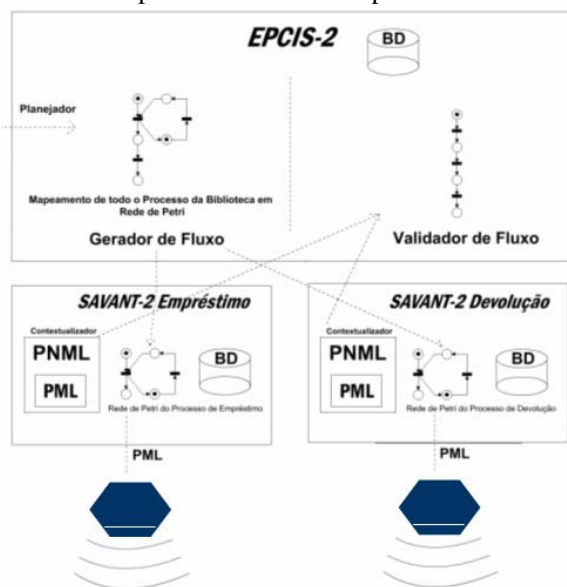 EPCIS-2
BD
Planejador
Mapeamento de todo o Processo da Biblioteca em
Rede de Petri
Gerador de Fluxo
Validador de Fluxo
SAVANT-2 Empréstimo
Contextualizador
PNML
PML
BD
Rede de Petri do Processo de Empréstimo
PML
SAVANT-2 Devolução
Contextualizador
PNML
PML
BD
Rede de Petri do Processo de Devolução
PML